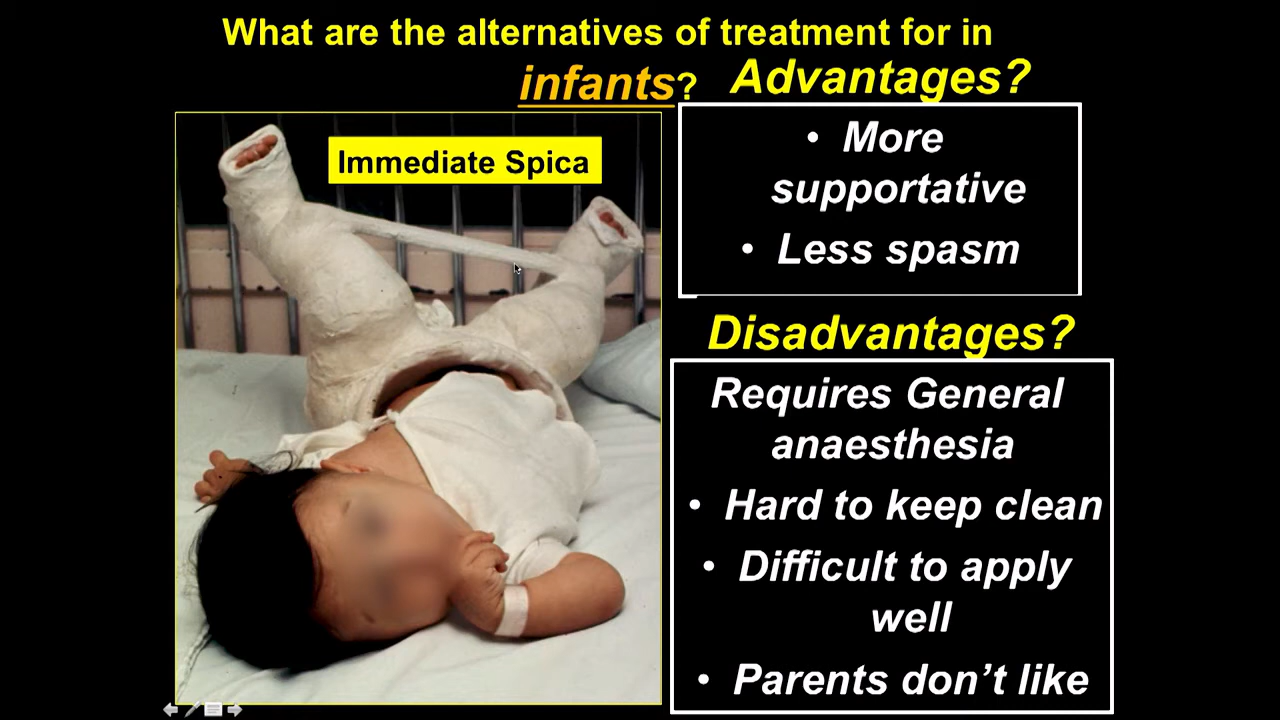 What are the alternatives of treatment for in
infants?
Advantages?
Immediate Spica
• More
supportative
• Less spasm
Disadvantages?
Requires General
anaesthesia
• Hard to keep clean
• Difficult to apply
well
• Parents don’t like